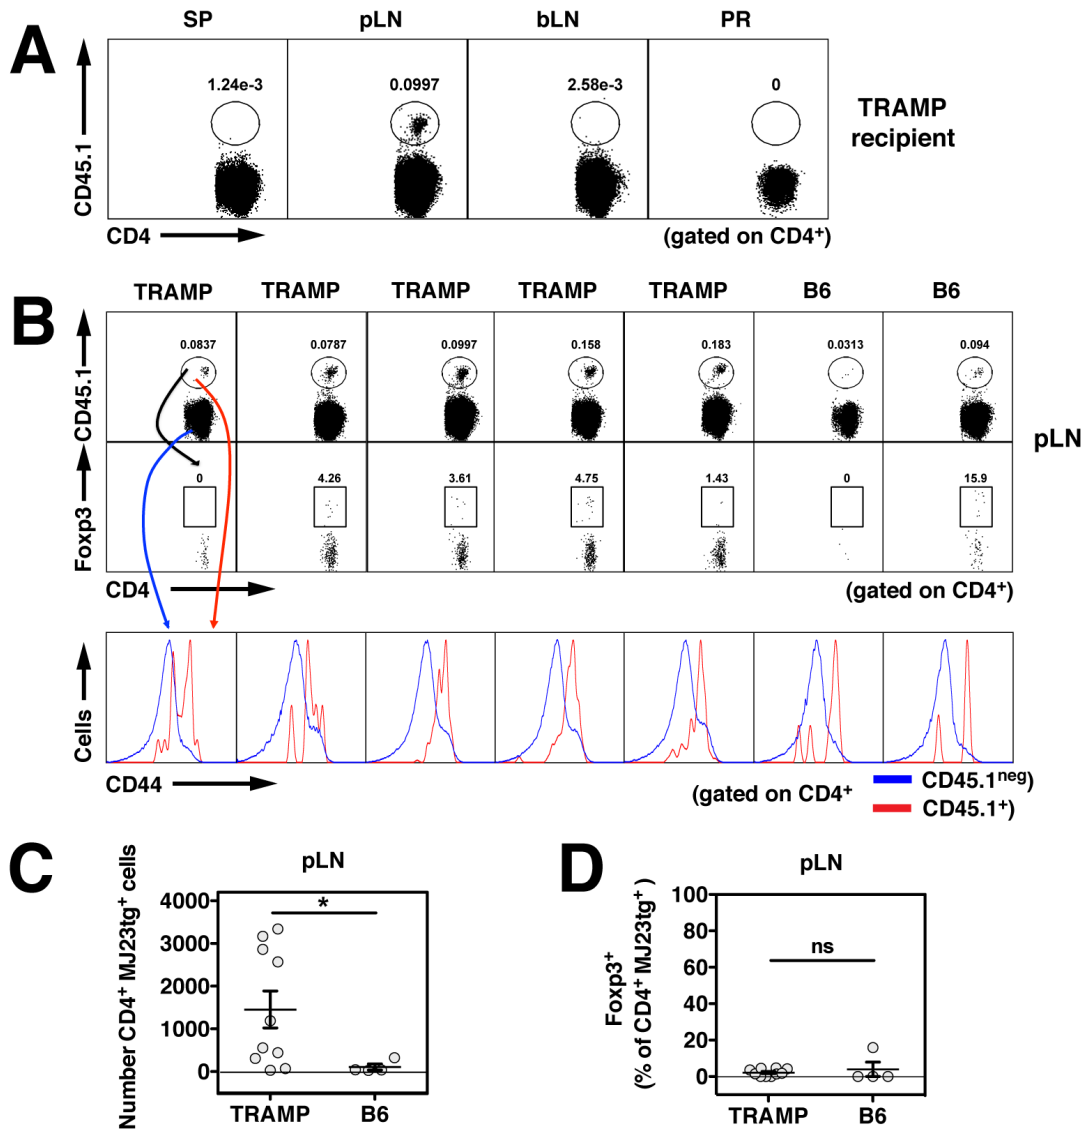 A
SP pLN bLN PR
1.24e-3 0.0997 2.58e-3 0
CD45.1
TRAMP
recipient
CD4
(gated on CD4+)
B
TRAMP TRAMP TRAMP TRAMP TRAMP B6 B6
0.0837 0.0787 0.0997 0.158 0.183 0.0313 0.094
CD45.1
pLN
0 4.26 3.61 4.75 1.43 0 15.9
Foxp3
CD4
(gated on CD4+)
Cells
CD44
(gated on CD4+
CD45.1neg)
CD45.1+)
C
pLN
Number CD4+ MJ23tg+ cells
4000
3000
2000
1000
0
*
TRAMP B6
D
pLN
Foxp3+
(% of CD4+ MJ23tg+ )
100
80
60
40
20
0
ns
TRAMP B6